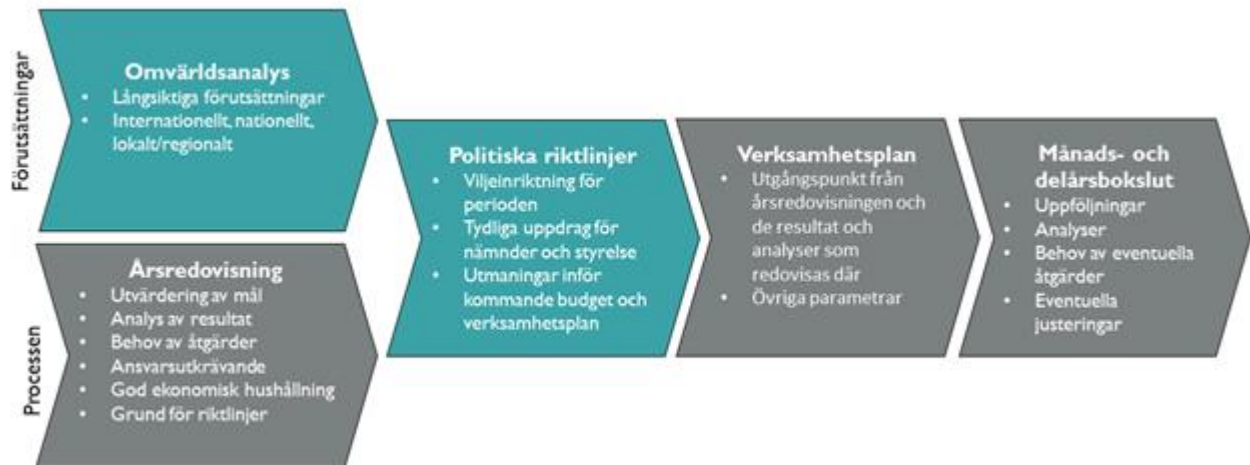 Förutsättningar
Omvärldsanalys
• Långsiktiga förutsättningar
• Internationellt, nationellt,
lokalt/regionalt
Processen
Årsredovisning
• Utvärdering av mål
• Analys av resultat
• Behov av åtgärder
• Ansvarsutkrävande
• God ekonomisk hushållning
• Grund för riktlinjer
Politiska riktlinjer
• Viljeinriktning för
perioden
• Tydliga uppdrag för
nämnder och styrelse
• Utmaningar inför
kommande budget och
verksamhetsplan
Verksamhetsplan
• Utgångspunkt från
årsredovisningen och
de resultat och
analyser som
redovisas där
• Övriga parametrar
Månads- och
delårsbokslut
• Uppföljningar
• Analyser
• Behov av eventuella
åtgärder
• Eventuella
justeringar